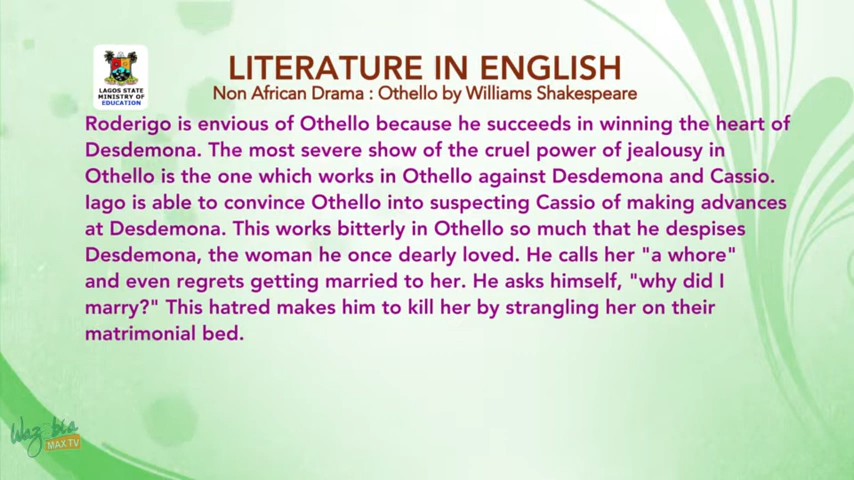 LITERATURE IN ENGLISH
Non African Drama : Othello by Williams Shakespeare
LAGOS STATE
MINISTRY OF
EDUCATION
Roderigo is envious of Othello because he succeeds in winning the heart of
Desdemona. The most severe show of the cruel power of jealousy in
Othello is the one which works in Othello against Desdemona and Cassio.
Iago is able to convince Othello into suspecting Cassio of making advances
at Desdemona. This works bitterly in Othello so much that he despises
Desdemona, the woman he once dearly loved. He calls her "a whore"
and even regrets getting married to her. He asks himself, "why did I
marry?" This hatred makes him to kill her by strangling her on their
matrimonial bed.
MAX TV